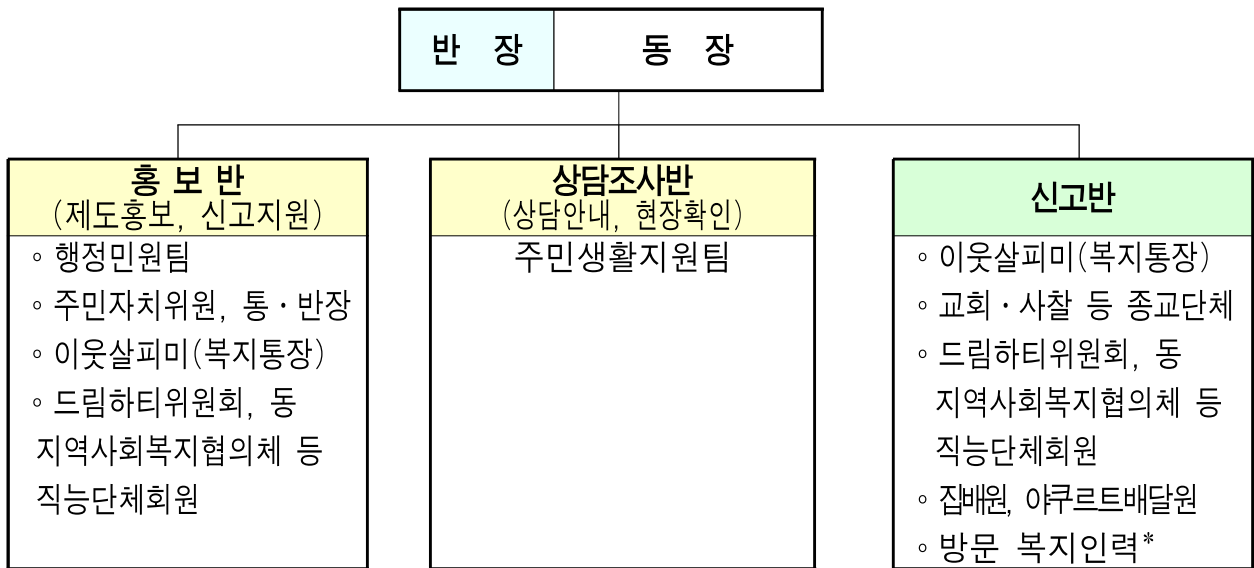 반 장 동 장
홍 보 반
(제도홍보, 신고지원)
◦ 행정민원팀
◦ 주민자치위원, 통·반장
◦ 이웃살피미(복지통장)
◦ 드림하티위원회, 동
지역사회복지협의체 등
직능단체회원
상담조사반
(상담안내, 현장확인)
주민생활지원팀
신고반
◦ 이웃살피미(복지통장)
◦ 교회·사찰 등 종교단체
◦ 드림하티위원회, 동
지역사회복지협의체 등
직능단체회원
◦ 집배원, 야쿠르트배달원
◦ 방문 복지인력*